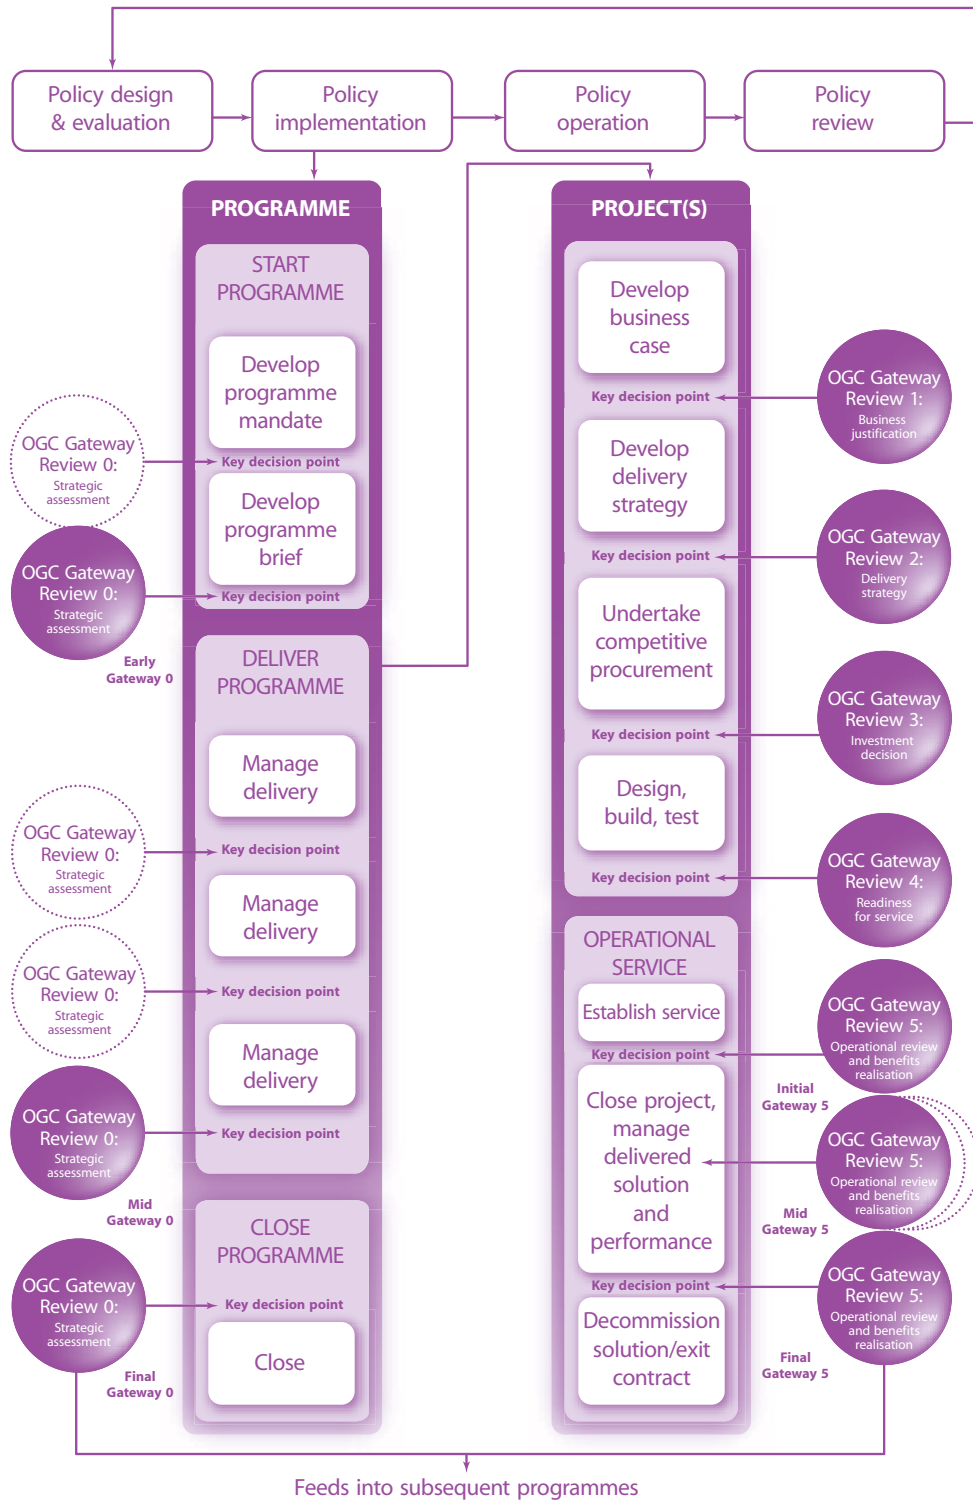 Policy design
& evaluation
Policy
implementation
Policy
operation
Policy
review
PROGRAMME
START
PROGRAMME
Develop
programme
mandate
OGC Gateway
Review 0:
Strategic
assessment
Key decision point
Develop
programme
brief
OGC Gateway
Review 0:
Strategic
assessment
Key decision point
Early
Gateway 0
DELIVER
PROGRAMME
Manage
delivery
OGC Gateway
Review 0:
Strategic
assessment
Key decision point
Manage
delivery
OGC Gateway
Review 0:
Strategic
assessment
Key decision point
Manage
delivery
OGC Gateway
Review 0:
Strategic
assessment
Key decision point
Mid
Gateway 0
CLOSE
PROGRAMME
OGC Gateway
Review 0:
Strategic
assessment
Key decision point
Close
Final
Gateway 0
PROJECT(S)
Develop
business
case
Key decision point
OGC Gateway
Review 1:
Business
justification
Develop
delivery
strategy
Key decision point
OGC Gateway
Review 2:
Delivery
strategy
Undertake
competitive
procurement
Key decision point
OGC Gateway
Review 3:
Investment
decision
Design,
build, test
Key decision point
OGC Gateway
Review 4:
Readiness
for service
OPERATIONAL
SERVICE
Establish service
Key decision point
OGC Gateway
Review 5:
Operational review
and benefits
realisation
Initial
Gateway 5
Close project,
manage
delivered
solution
and
performance
OGC Gateway
Review 5:
Operational review
and benefits
realisation
Mid
Gateway 5
Key decision point
OGC Gateway
Review 5:
Operational review
and benefits
realisation
Decommission
solution/exit
contract
Final
Gateway 5
Feeds into subsequent programmes